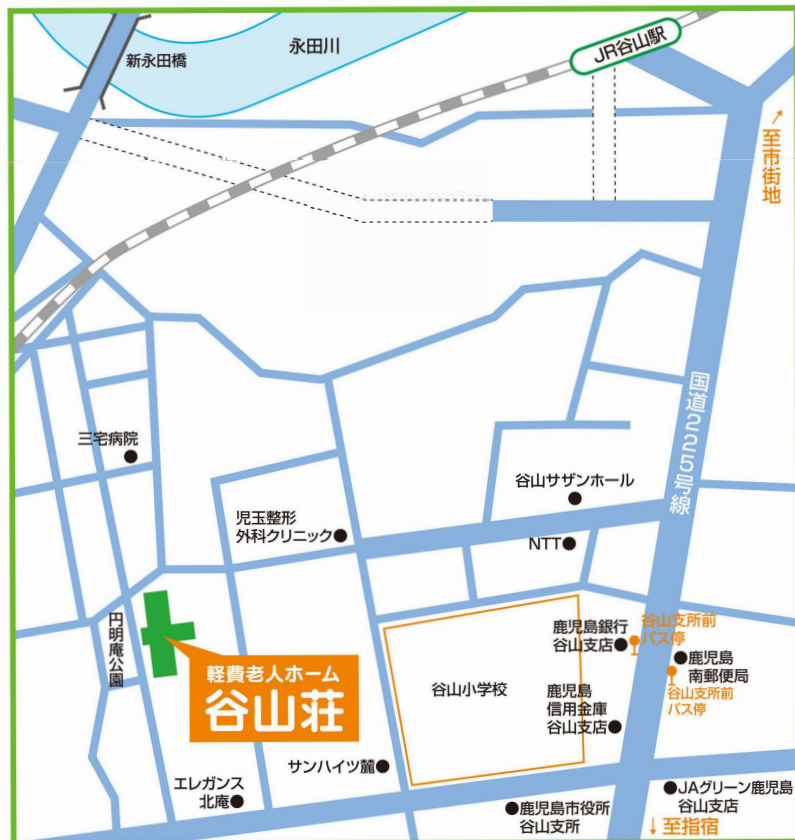 新永田橋
永田川
JR谷山駅
↗至市街地
国道225号線
三宅病院
谷山サザンホール
児玉整形
外科クリニック
NTT
円明庵公園
軽費老人ホーム
谷山荘
谷山小学校
鹿児島銀行
谷山支店
谷山支所前
バス停
鹿児島
南郵便局
谷山支所前
バス停
鹿児島
信用金庫
谷山支店
サンハイツ麓
エレガンス
北庵
鹿児島市役所
谷山支所
JAグリーン鹿児島
谷山支店
↓至指宿